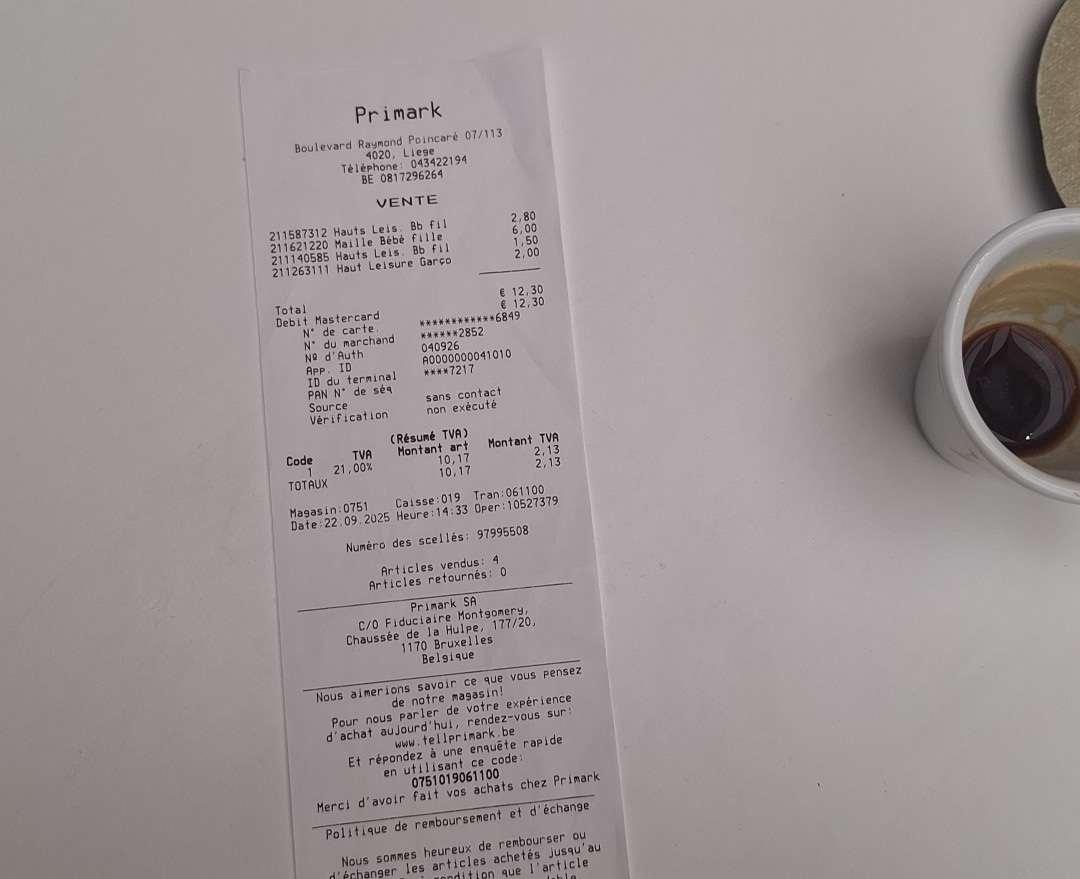 Primark
Boulevard Raymond Poincaré 07/113
4020, Liege
Téléphone: 043422194
BE 0817296264
VENTE
211587312 Hauts Leis. Bb fil 2,80
211621220 Maille Bébé fille 6,00
211140585 Hauts Leis. Bb fil 1,50
211263111 Haut Leisure Garço 2,00
Total € 12,30
Debit Mastercard € 12,30
N° de carte. ************6849
N° du marchand ******2852
Nº d'Auth 040926
App. ID A0000000041010
ID du terminal ****7217
PAN N° de séq
Source sans contact
Vérification non exécuté
(Résumé TVA)
Code TVA Montant art Montant TVA
1 21,00% 10,17 2,13
TOTAUX 10,17 2,13
Magasin:0751 Caisse:019 Tran:061100
Date:22.09.2025 Heure:14:33 Oper:10527379
Numéro des scellés: 97995508
Articles vendus: 4
Articles retournés: 0
Primark SA
C/O Fiduciaire Montgomery,
Chaussée de la Hulpe, 177/20,
1170 Bruxelles
Belgique
Nous aimerions savoir ce que vous pensez
de notre magasin!
Pour nous parler de votre expérience
d'achat aujourd'hui, rendez-vous sur:
www.tellprimark.be
Et répondez à une enquête rapide
en utilisant ce code:
0751019061100
Merci d'avoir fait vos achats chez Primark
Politique de remboursement et d'échange
Nous sommes heureux de rembourser ou
d'échanger les articles achetés jusqu'au
condition que l'article